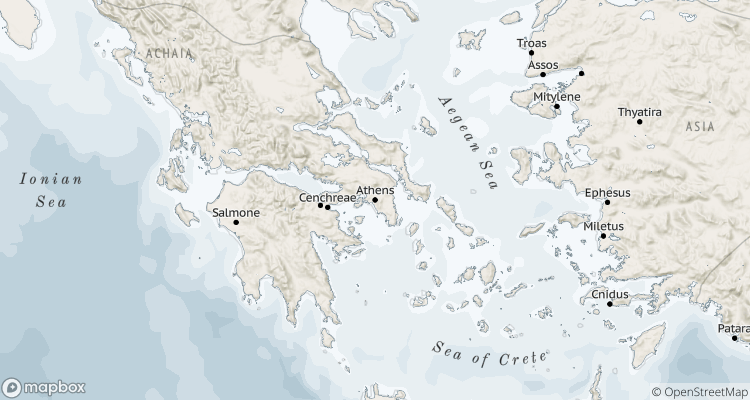 Troas
ACHAIA
Assos
Mitylene
Aegean Sea
Thyatira
ASIA
Ionian
Sea
Athens
Ephesus
Cenchreae
Salmone
Miletus
Cnidus
Patara
Sea of Crete
mapbox
© OpenStreetMap